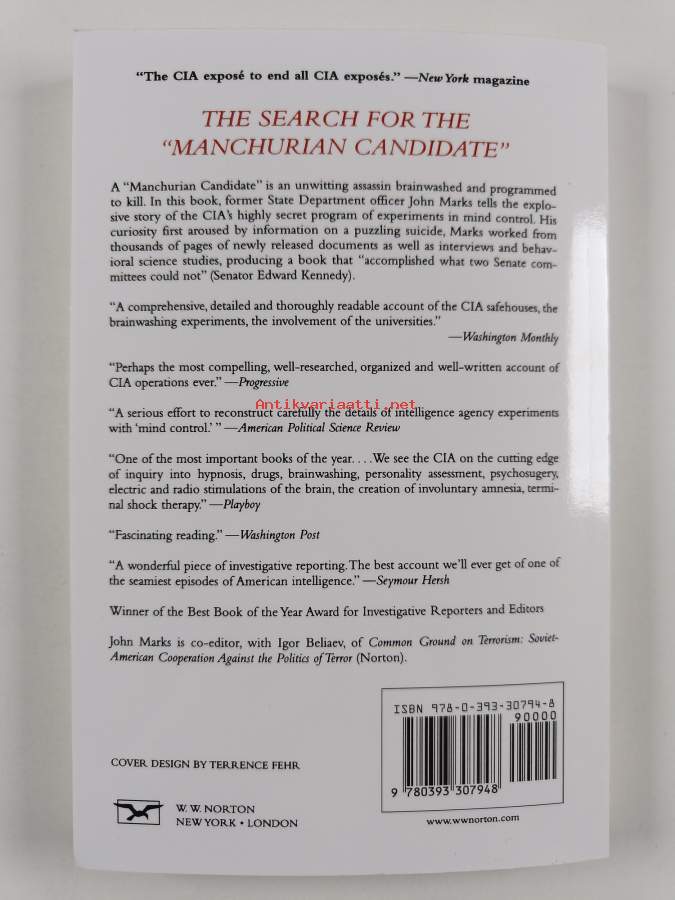 “The CIA exposé to end all CIA exposés.” —New York magazine
THE SEARCH FOR THE
“MANCHURIAN CANDIDATE”
A “Manchurian Candidate” is an unwitting assassin brainwashed and programmed
to kill. In this book, former State Department officer John Marks tells the explo-
sive story of the CIA’s highly secret program of experiments in mind control. His
curiosity first aroused by information on a puzzling suicide, Marks worked from
thousands of pages of newly released documents as well as interviews and behav-
ioral science studies, producing a book that “accomplished what two Senate com-
mittees could not” (Senator Edward Kennedy).
“A comprehensive, detailed and thoroughly readable account of the CIA safehouses, the
brainwashing experiments, the involvement of the universities.”
—Washington Monthly
“Perhaps the most compelling, well-researched, organized and well-written account of
CIA operations ever.” —Progressive
Antikvariaatti.net
“A serious effort to reconstruct carefully the details of intelligence agency experiments
with ‘mind control.’ ” —American Political Science Review
“One of the most important books of the year. . . . We see the CIA on the cutting edge
of inquiry into hypnosis, drugs, brainwashing, personality assessment, psychosugery,
electric and radio stimulations of the brain, the creation of involuntary amnesia, termi-
nal shock therapy.” —Playboy
“Fascinating reading.” —Washington Post
“A wonderful piece of investigative reporting. The best account we’ll ever get of one of
the seamiest episodes of American intelligence.” —Seymour Hersh
Winner of the Best Book of the Year Award for Investigative Reporters and Editors
John Marks is co-editor, with Igor Beliaev, of Common Ground on Terrorism: Soviet-
American Cooperation Against the Politics of Terror (Norton).
ISBN 978-0-393-30794-8
90000
9 780393 307948
COVER DESIGN BY TERRENCE FEHR
W. W. NORTON
NEW YORK • LONDON
www.wwnorton.com